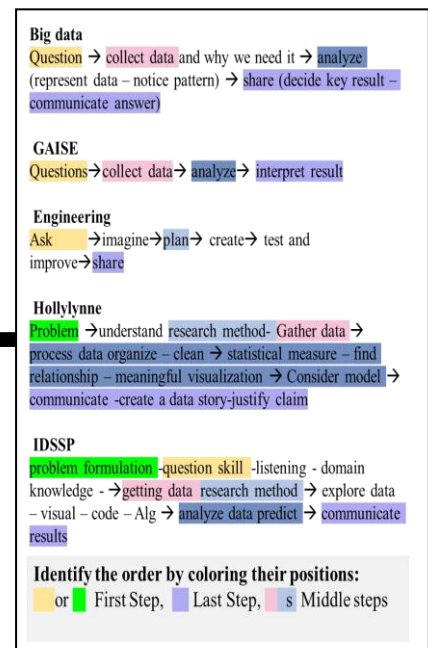 Big data
Question → collect data and why we need it → analyze
(represent data – notice pattern) → share (decide key result –
communicate answer)
GAISE
Questions→collect data→ analyze→ interpret result
Engineering
Ask →imagine→plan→ create→ test and
improve→share
Hollylynne
Problem →understand research method- Gather data →
process data organize – clean → statistical measure – find
relationship – meaningful visualization → Consider model →
communicate -create a data story-justify claim
IDSSP
problem formulation -question skill -listening - domain
knowledge - →getting data research method → explore data
– visual – code – Alg → analyze data predict → communicate
results
Identify the order by coloring their positions:
or First Step, Last Step, s Middle steps